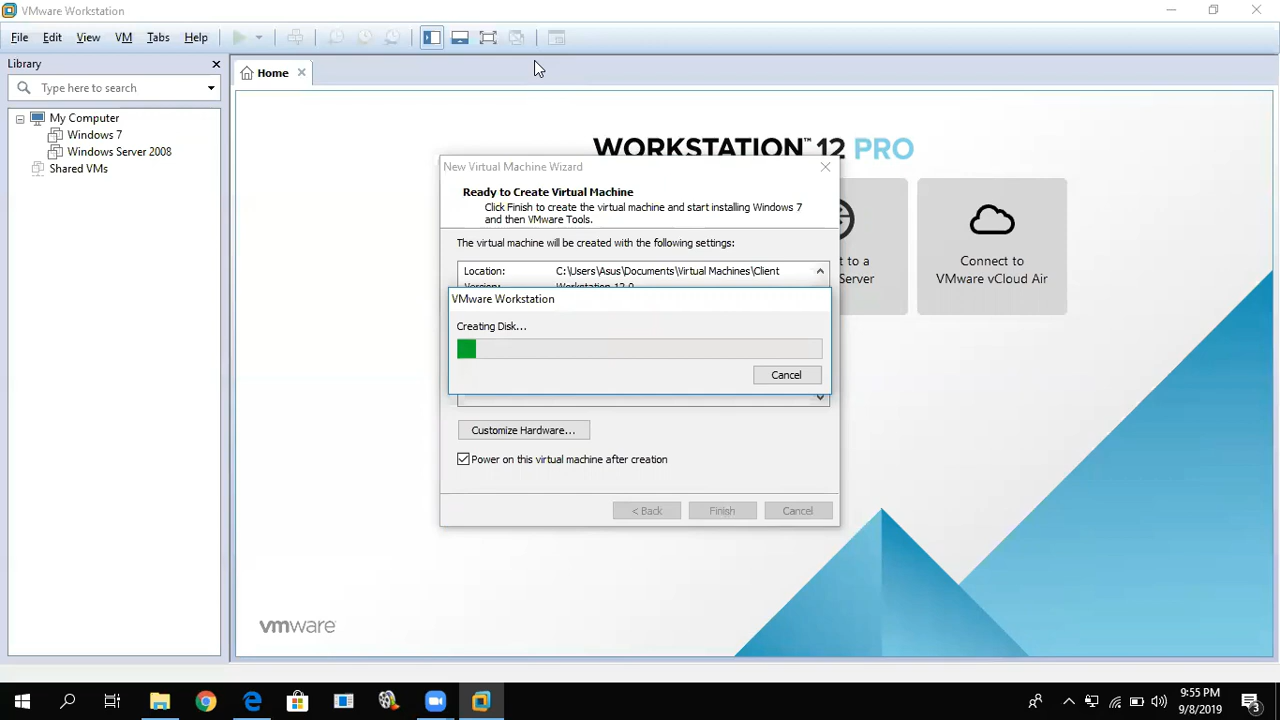 VMware Workstation
File Edit View VM Tabs Help
Library
Type here to search
Home
My Computer
Windows 7
Windows Server 2008
Shared VMs
WORKSTATION™ 12 PRO
New Virtual Machine Wizard
Ready to Create Virtual Machine
Click Finish to create the virtual machine and start installing Windows 7
and then VMware Tools.
The virtual machine will be created with the following settings:
Location: C:\Users\Asus\Documents\Virtual Machines\Client
Version: Workstation 12.0
VMware Workstation
Creating Disk...
Cancel
Customize Hardware...
Power on this virtual machine after creation
< Back Finish Cancel
to a
Server
Connect to
VMware vCloud Air
vmware
9:55 PM
9/8/2019
3